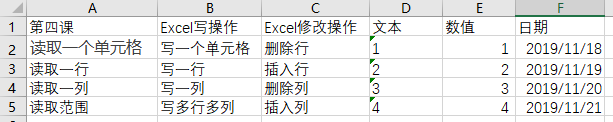 A B C D E F
1 第四课 Excel写操作 Excel修改操作 文本 数值 日期
2 读取一个单元格 写一个单元格 删除行 1 1 2019/11/18
3 读取一行 写一行 插入行 2 2 2019/11/19
4 读取一列 写一列 删除列 3 3 2019/11/20
5 读取范围 写多行多列 插入列 4 4 2019/11/21